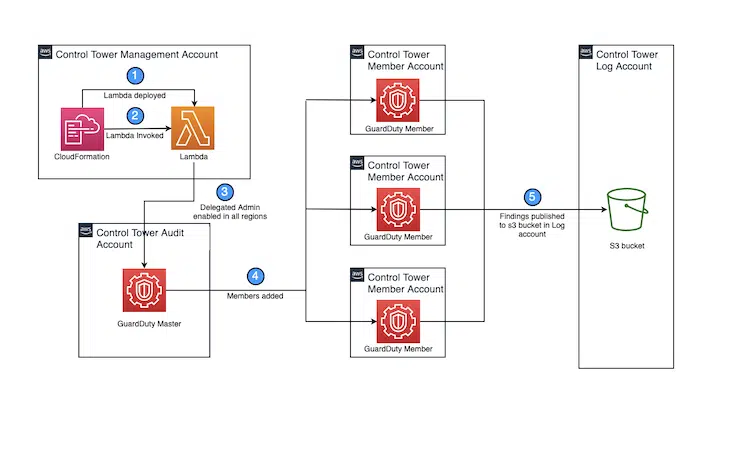 aws
Control Tower Management Account
1
Lambda deployed
2
Lambda Invoked
CloudFormation
Lambda
3
Delegated Admin
enabled in all regions
aws
Control Tower Audit
Account
GuardDuty Master
4
Members added
aws
Control Tower
Member Account
GuardDuty Member
aws
Control Tower
Member Account
GuardDuty Member
aws
Control Tower
Member Account
GuardDuty Member
5
Findings published
to s3 bucket in Log
account
aws
Control Tower
Log Account
S3 bucket